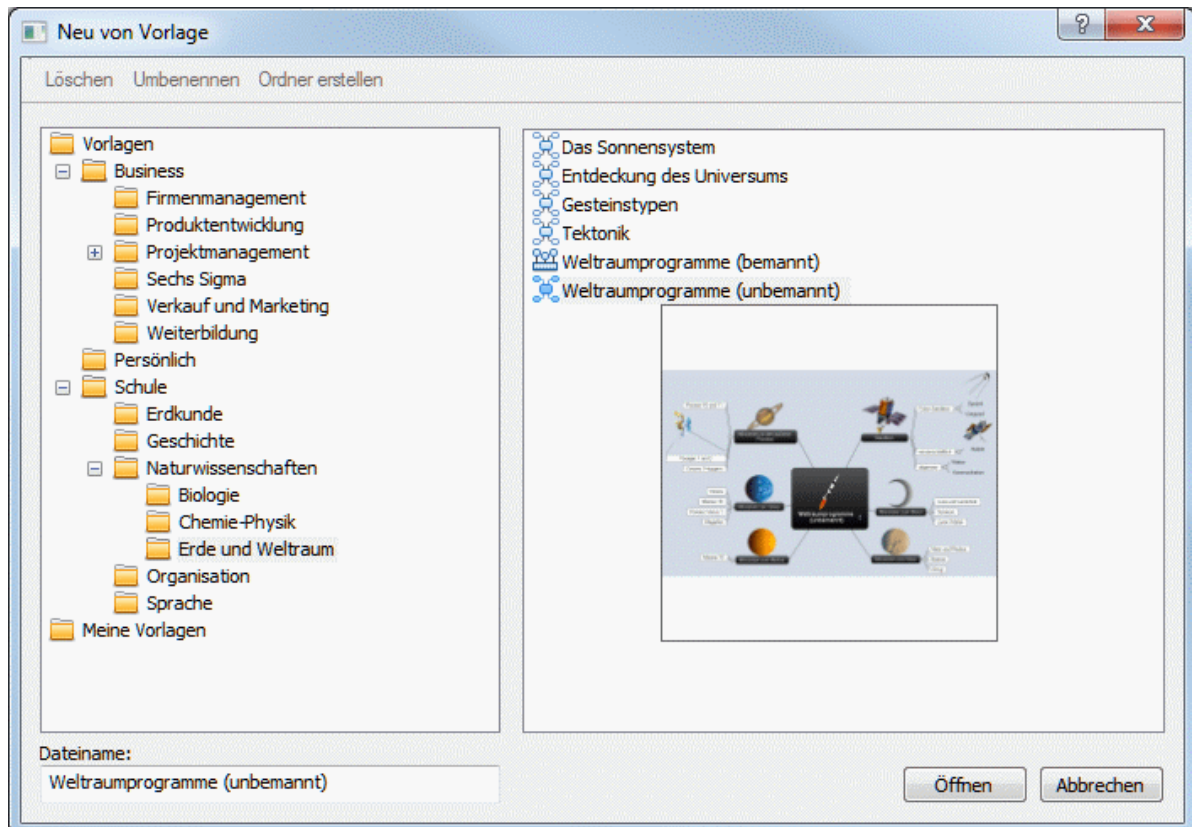 Neu von Vorlage
Löschen Umbenennen Ordner erstellen
Vorlagen
Business
Firmenmanagement
Produktentwicklung
Projektmanagement
Sechs Sigma
Verkauf und Marketing
Weiterbildung
Persönlich
Schule
Erdkunde
Geschichte
Naturwissenschaften
Biologie
Chemie-Physik
Erde und Weltraum
Organisation
Sprache
Meine Vorlagen
Das Sonnensystem
Entdeckung des Universums
Gesteinstypen
Tektonik
Weltraumprogramme (bemannt)
Weltraumprogramme (unbemannt)
Weltraumprogramme
(unbemannt)
Dateiname:
Weltraumprogramme (unbemannt)
Öffnen Abbrechen